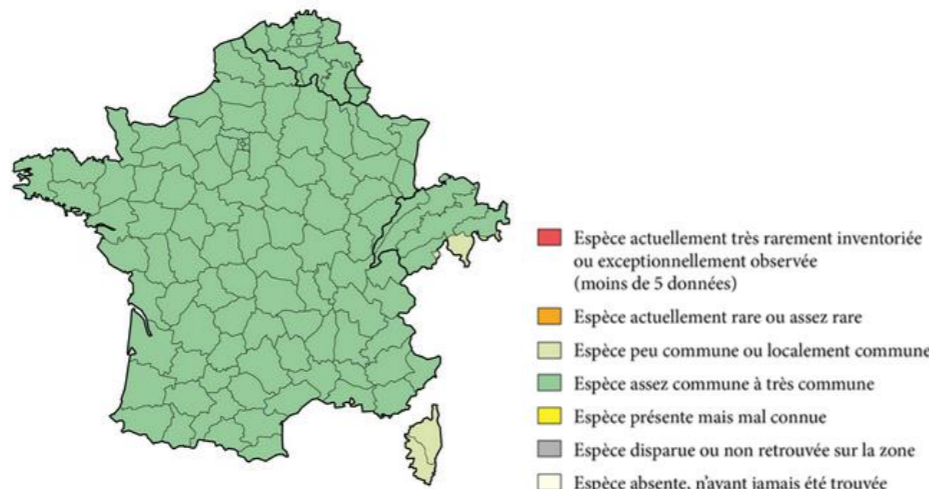 Espèce actuellement très rarement inventoriée
ou exceptionnellement observée
(moins de 5 données)
Espèce actuellement rare ou assez rare
Espèce peu commune ou localement commune
Espèce assez commune à très commune
Espèce présente mais mal connue
Espèce disparue ou non retrouvée sur la zone
Espèce absente, n'ayant jamais été trouvée